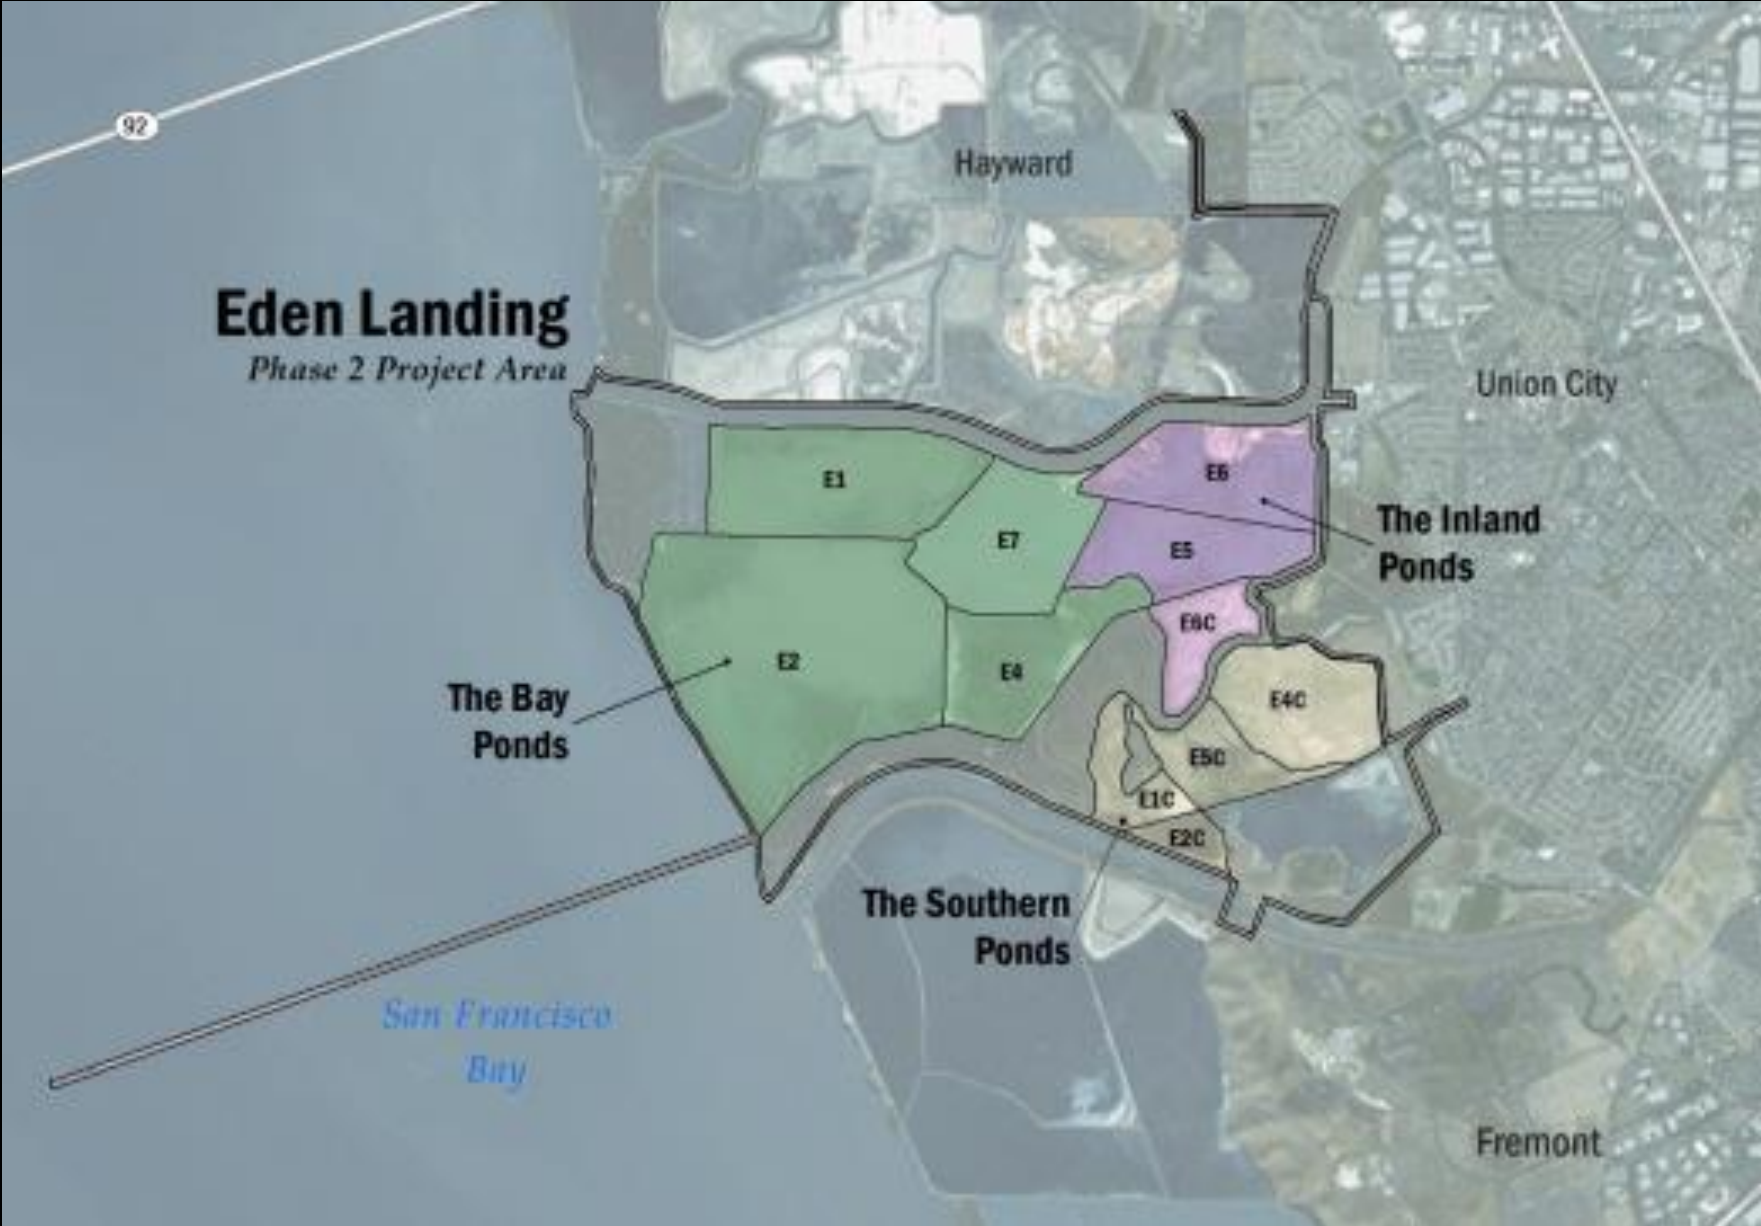 92
Hayward
Eden Landing
Phase 2 Project Area
Union City
E1
E6
The Inland
Ponds
E7
E5
E6C
The Bay
Ponds
E2
E4
E4C
E5C
E1C
E2C
The Southern
Ponds
San Francisco
Bay
Fremont